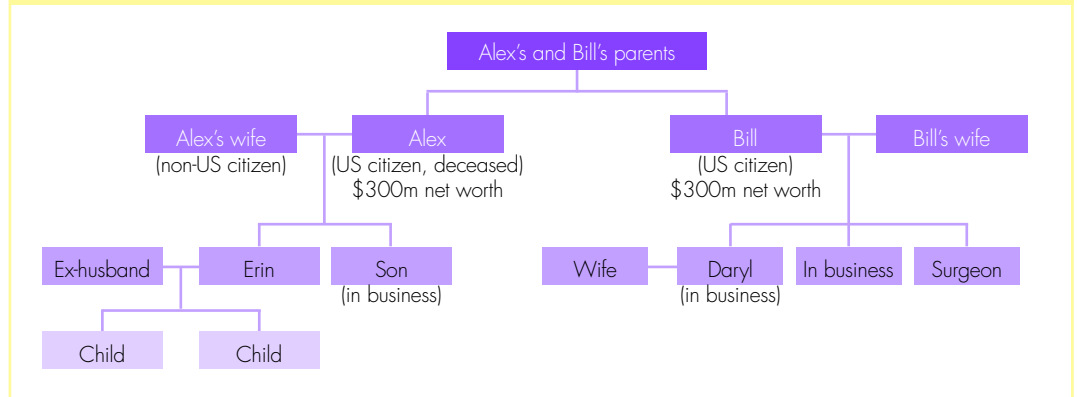 Alex's and Bill's parents
Alex's wife
(non-US citizen)
Alex
(US citizen, deceased)
$300m net worth
Bill
(US citizen)
$300m net worth
Bill's wife
Ex-husband
Erin
Son
(in business)
Wife
Daryl
(in business)
In business
Surgeon
Child
Child